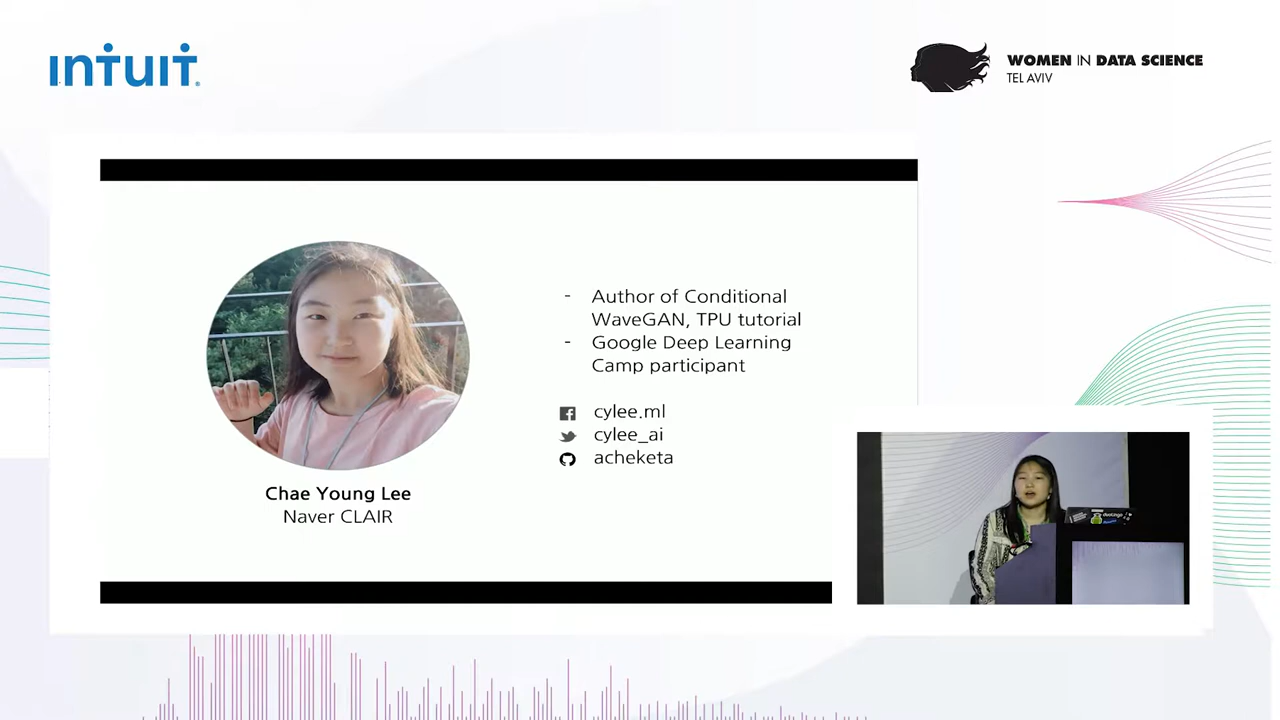 INTUIT
WOMEN IN DATA SCIENCE
TEL AVIV
- Author of Conditional
WaveGAN, TPU tutorial
- Google Deep Learning
Camp participant
cylee.ml
cylee_ai
acheketa
Chae Young Lee
Naver CLAIR
duolingo